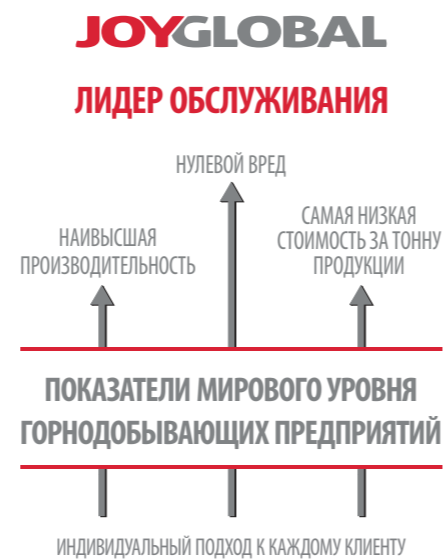 JOYGLOBAL
ЛИДЕР ОБСЛУЖИВАНИЯ
НУЛЕВОЙ ВРЕД
НАИВЫСШАЯ
ПРОИЗВОДИТЕЛЬНОСТЬ
САМАЯ НИЗКАЯ
СТОИМОСТЬ ЗА ТОННУ
ПРОДУКЦИИ
ПОКАЗАТЕЛИ МИРОВОГО УРОВНЯ
ГОРНОДОБЫВАЮЩИХ ПРЕДПРИЯТИЙ
ИНДИВИДУАЛЬНЫЙ ПОДХОД К КАЖДОМУ КЛИЕНТУ